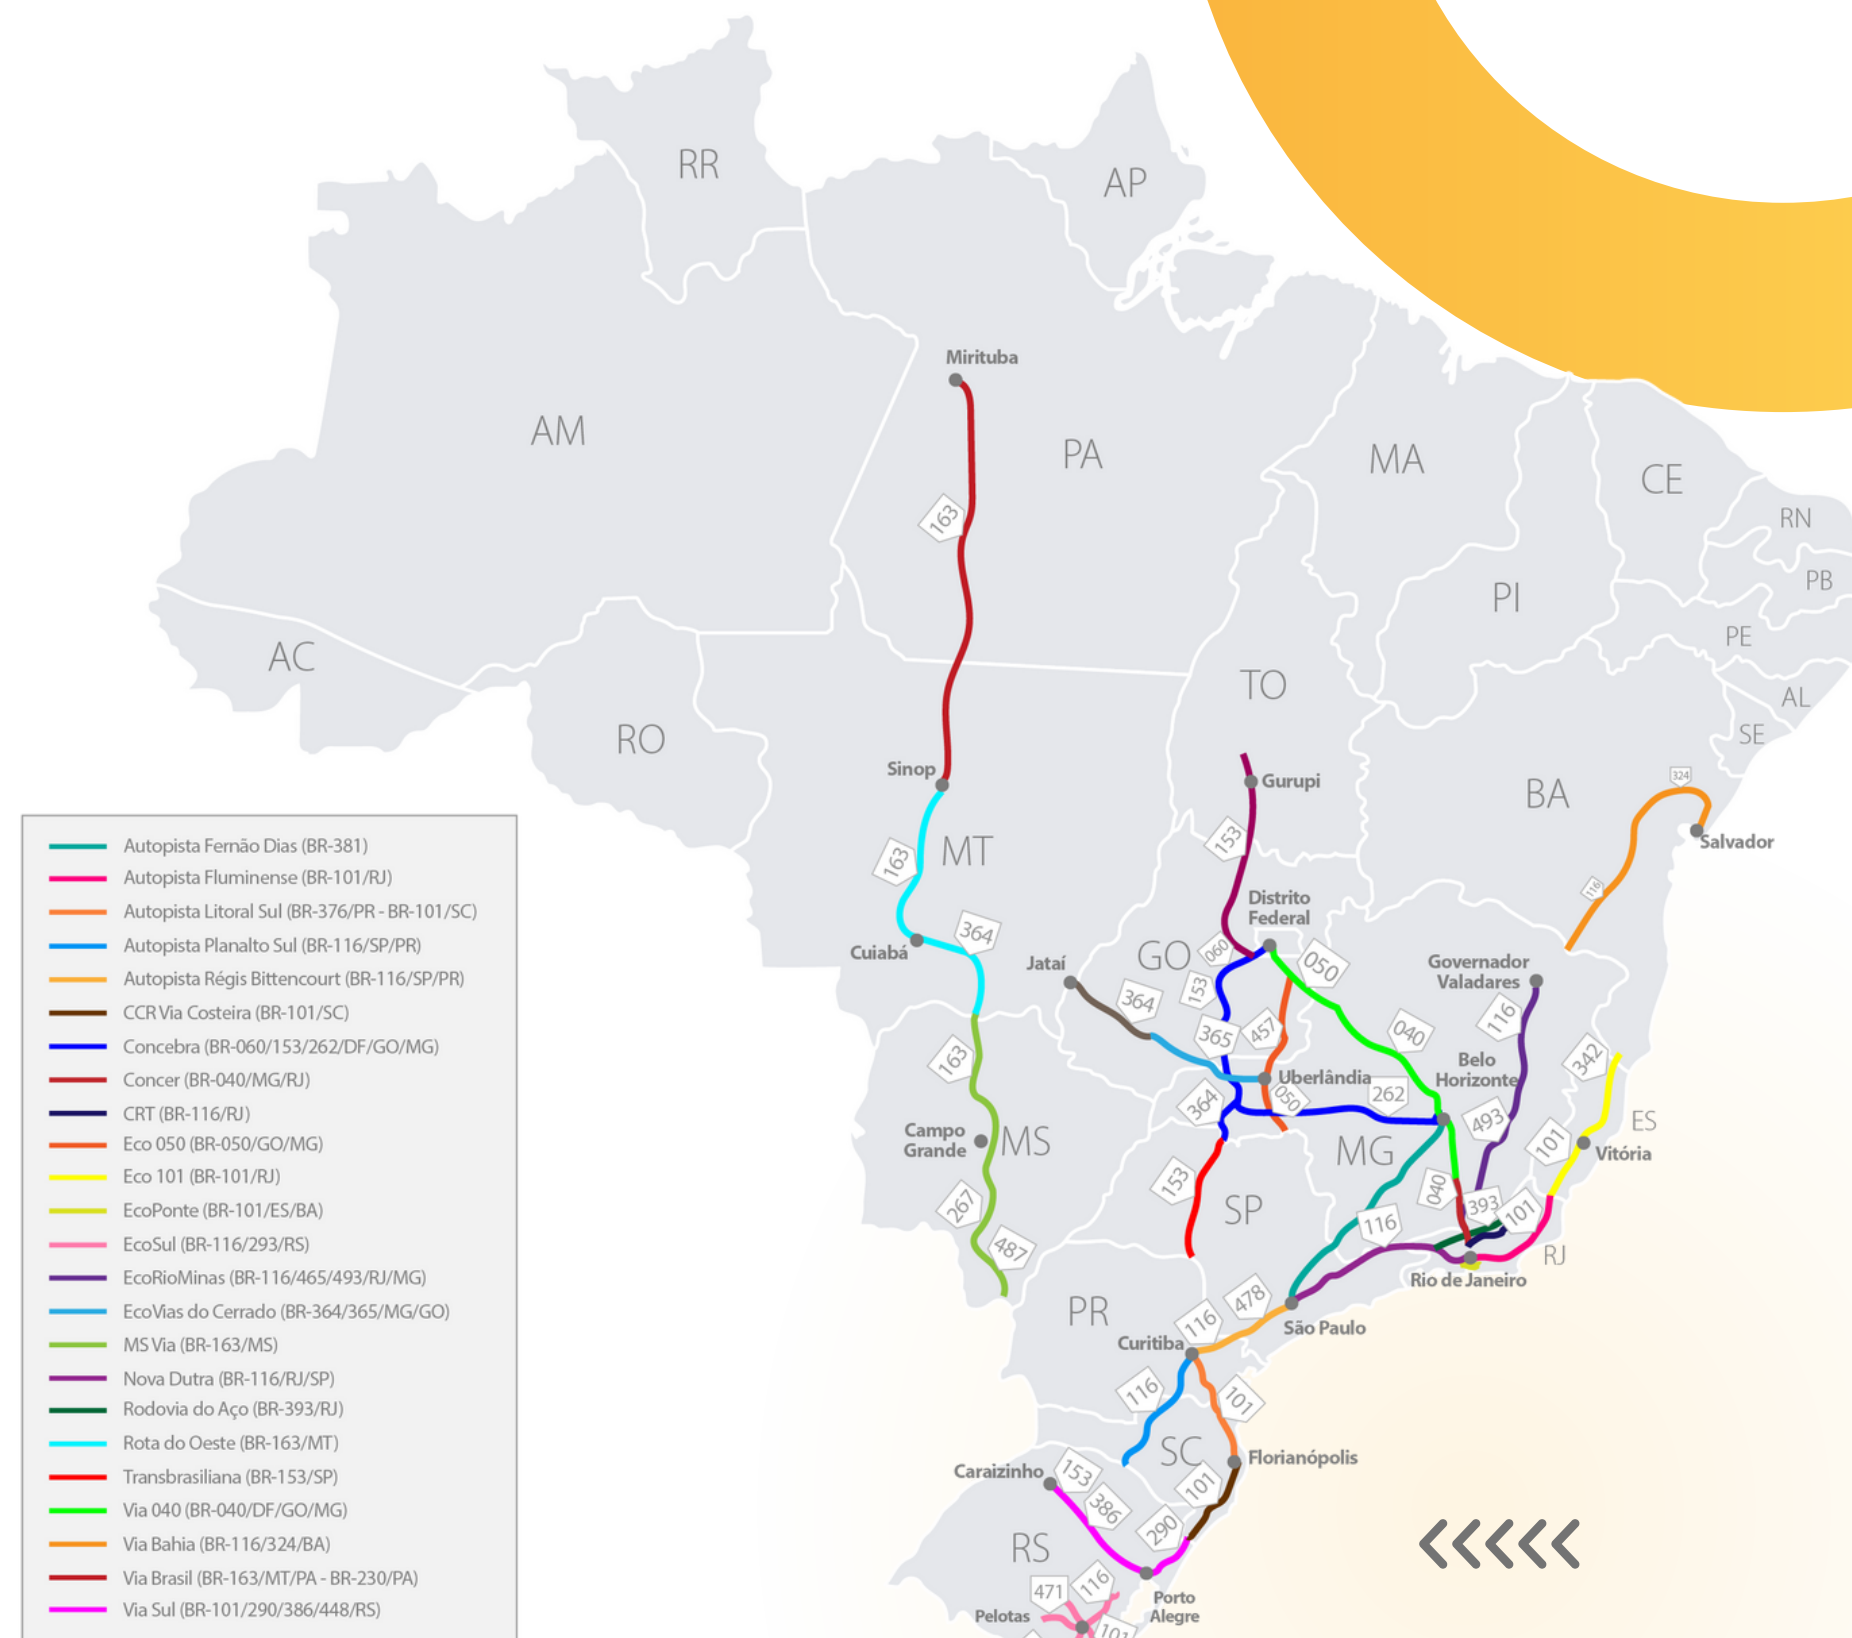 RR
AP
Mirituba
AM
PA
MA
CE
RN
163
PB
PI
PE
AC
TO
AL
RO
SE
Sinop
Gurupi
BA
324
153
Salvador
163
MT
116
Distrito
Federal
364
Cuiabá
060
GO
050
Jataí
Governador
Valadares
153
364
116
365
457
040
163
342
Belo
Horizonte
Uberlândia
364
050
262
493
ES
Campo
Grande
MS
MG
101
Vitória
153
040
267
SP
393
101
116
487
RJ
Rio de Janeiro
PR
478
116
São Paulo
Curitiba
116
101
SC
Florianópolis
Caraizinho
153
101
386
290
RS
471
116
Porto
Alegre
Pelotas
101
Autopista Fernão Dias (BR-381)
Autopista Fluminense (BR-101/RJ)
Autopista Litoral Sul (BR-376/PR - BR-101/SC)
Autopista Planalto Sul (BR-116/SP/PR)
Autopista Régis Bittencourt (BR-116/SP/PR)
CCR Via Costeira (BR-101/SC)
Concebra (BR-060/153/262/DF/GO/MG)
Concer (BR-040/MG/RJ)
CRT (BR-116/RJ)
Eco 050 (BR-050/GO/MG)
Eco 101 (BR-101/RJ)
EcoPonte (BR-101/ES/BA)
EcoSul (BR-116/293/RS)
EcoRioMinas (BR-116/465/493/RJ/MG)
EcoVias do Cerrado (BR-364/365/MG/GO)
MS Via (BR-163/MS)
Nova Dutra (BR-116/RJ/SP)
Rodovia do Aço (BR-393/RJ)
Rota do Oeste (BR-163/MT)
Transbrasiliana (BR-153/SP)
Via 040 (BR-040/DF/GO/MG)
Via Bahia (BR-116/324/BA)
Via Brasil (BR-163/MT/PA - BR-230/PA)
Via Sul (BR-101/290/386/448/RS)